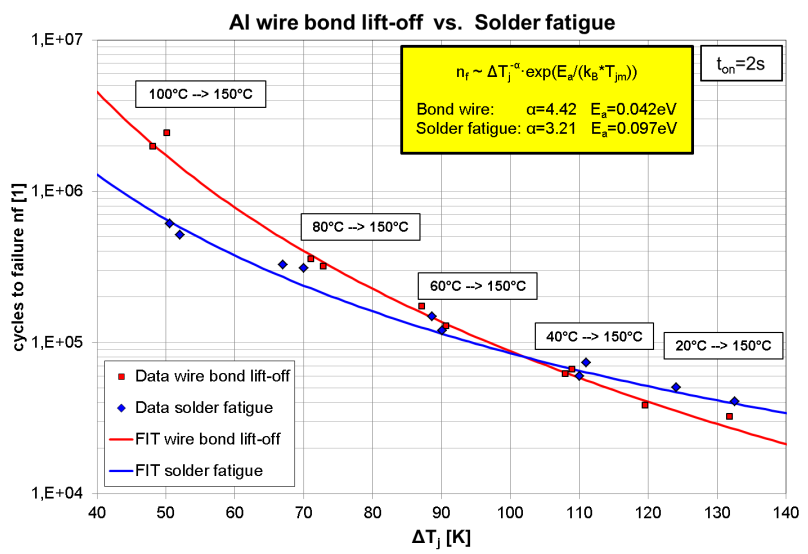 Al wire bond lift-off vs. Solder fatigue
1,E+07
1,E+06
1,E+05
1,E+04
cycles to failure nf [1]
100°C --> 150°C
80°C --> 150°C
60°C --> 150°C
40°C --> 150°C
20°C --> 150°C
n_f ~ ΔT_j^-α·exp(E_a/(k_B*T_jm))
Bond wire: α=4.42 E_a=0.042eV
Solder fatigue: α=3.21 E_a=0.097eV
t_on=2s
Data wire bond lift-off
Data solder fatigue
FIT wire bond lift-off
FIT solder fatigue
40 50 60 70 80 90 100 110 120 130 140
ΔT_j [K]